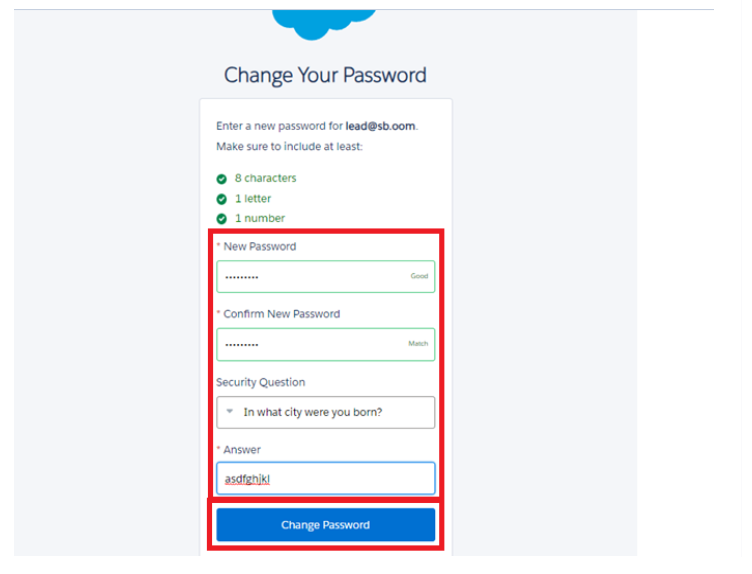 Change Your Password
Enter a new password for lead@sb.oom.
Make sure to include at least:
8 characters
1 letter
1 number
* New Password
•••••••••
Good
* Confirm New Password
•••••••••
Match
Security Question
In what city were you born?
* Answer
asdfghjkl
Change Password